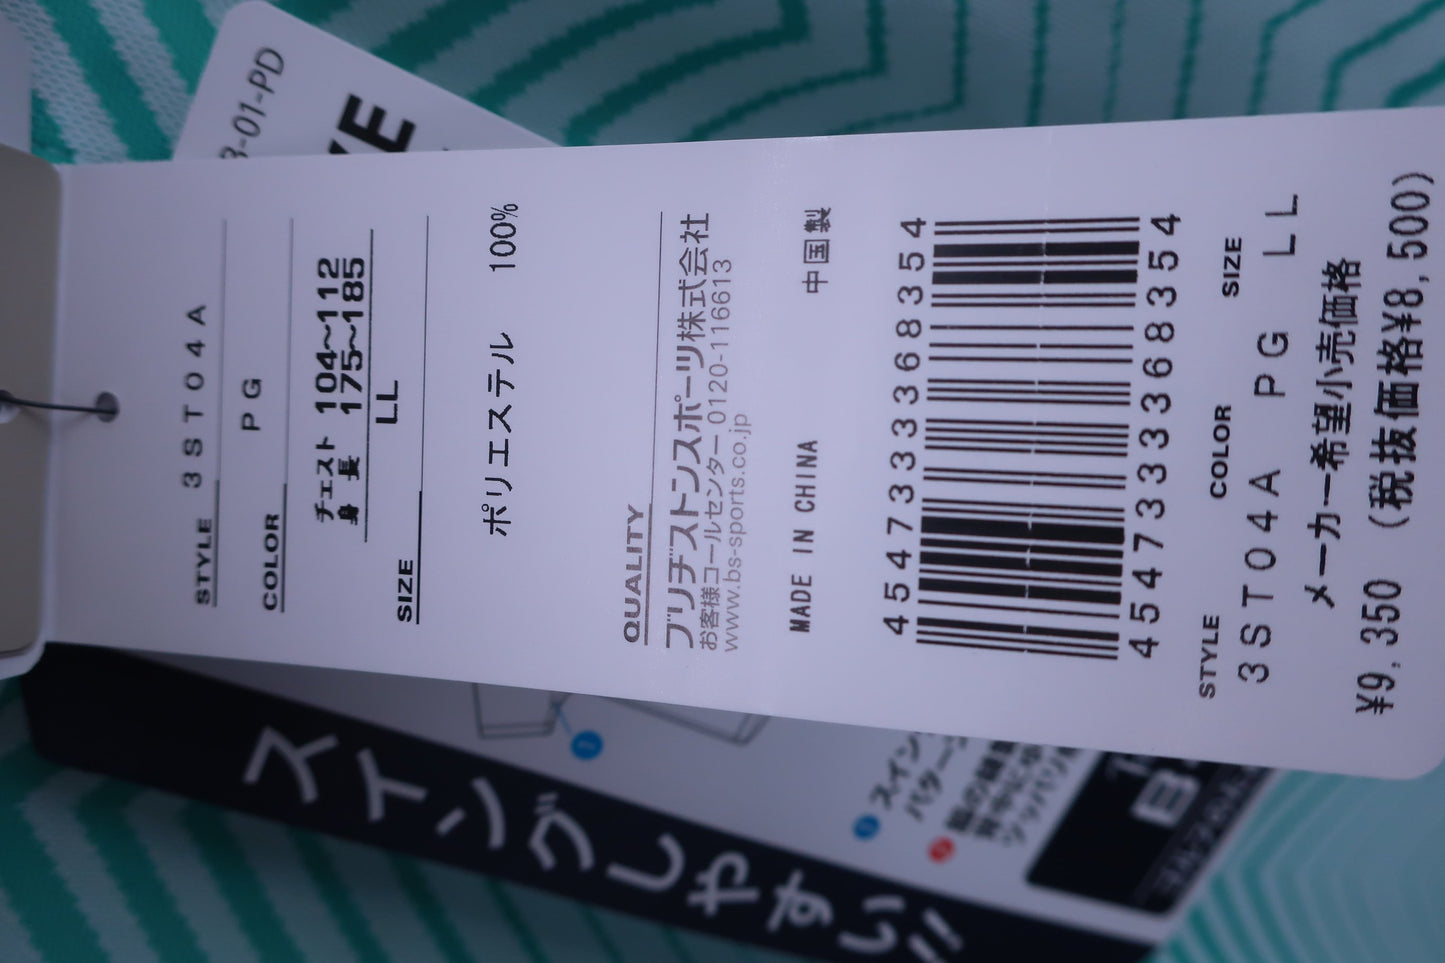 STYLE 3ST04A
COLOR PG
チェスト 104~112
身 長 175~185
SIZE LL
ポリエステル 100%
QUALITY
ブリヂストンスポーツ株式会社
お客様コールセンター 0120-116613
www.bs-sports.co.jp
MADE IN CHINA 中国製
4547333368354
4547333368354
STYLE COLOR SIZE
3ST04A PG LL
メーカー希望小売価格
¥9,350 (税抜価格¥8,500)
-01-PD
スイングしやすい!!